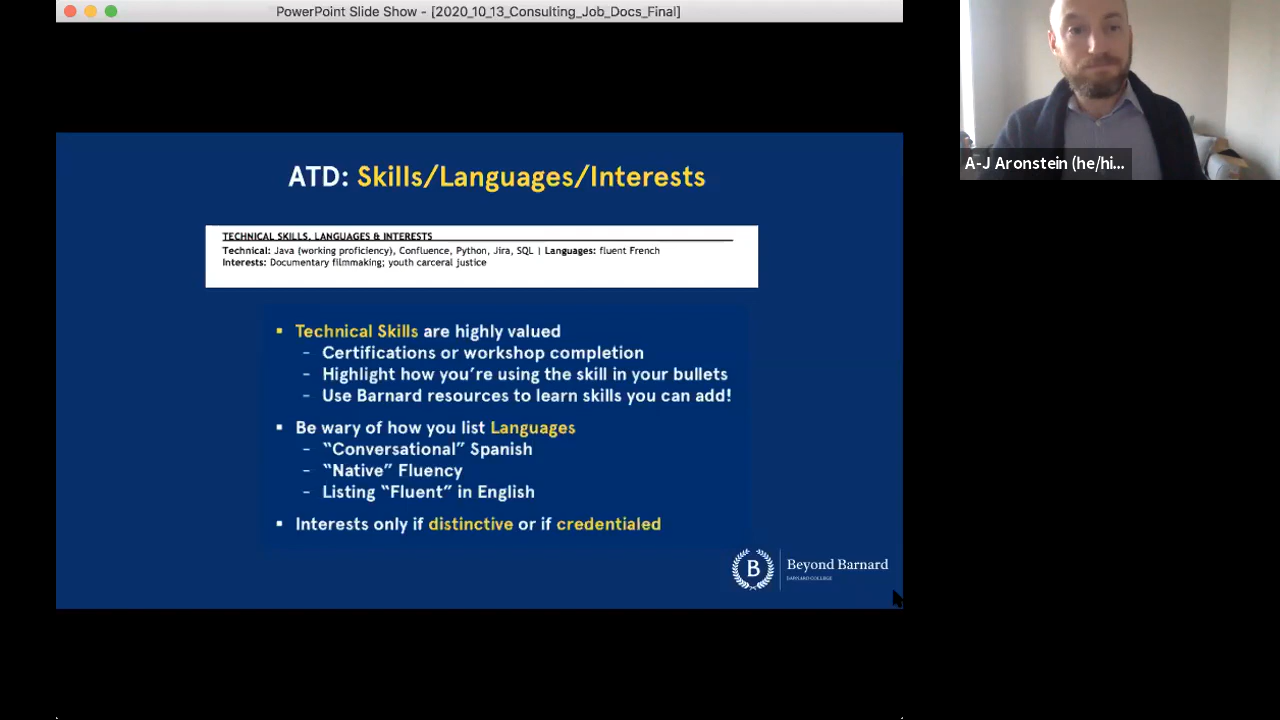 PowerPoint Slide Show - [2020_10_13_Consulting_Job_Docs_Final]
A-J Aronstein (he/hi...
ATD: Skills/Languages/Interests
TECHNICAL SKILLS, LANGUAGES & INTERESTS
Technical: Java (working proficiency), Confluence, Python, Jira, SQL | Languages: fluent French
Interests: Documentary filmmaking; youth carceral justice
▪ Technical Skills are highly valued
- Certifications or workshop completion
- Highlight how you're using the skill in your bullets
- Use Barnard resources to learn skills you can add!
▪ Be wary of how you list Languages
- “Conversational” Spanish
- “Native” Fluency
- Listing “Fluent” in English
▪ Interests only if distinctive or if credentialed
B
Beyond Barnard
BARNARD COLLEGE